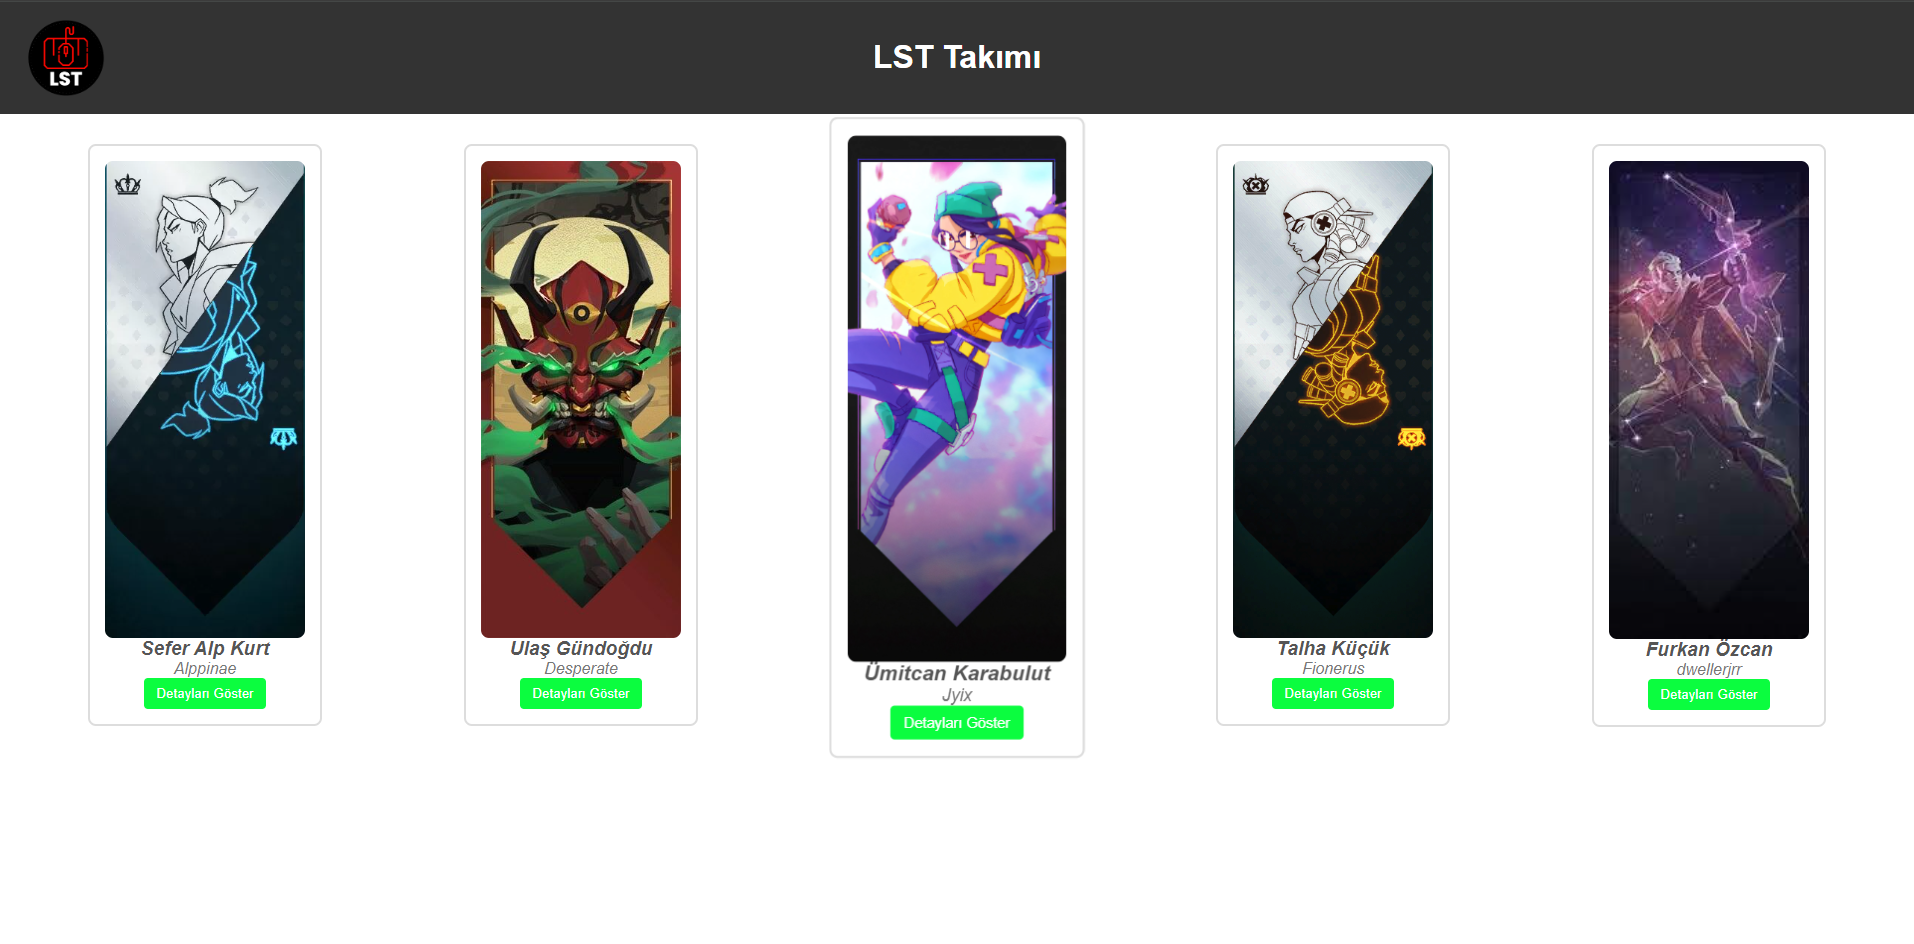 LST
LST Takımı
Sefer Alp Kurt
Alppinae
Detayları Göster
Ulaş Gündoğdu
Desperate
Detayları Göster
Ümitcan Karabulut
Jyix
Detayları Göster
Talha Küçük
Fionerus
Detayları Göster
Furkan Özcan
dwellerjrr
Detayları Göster